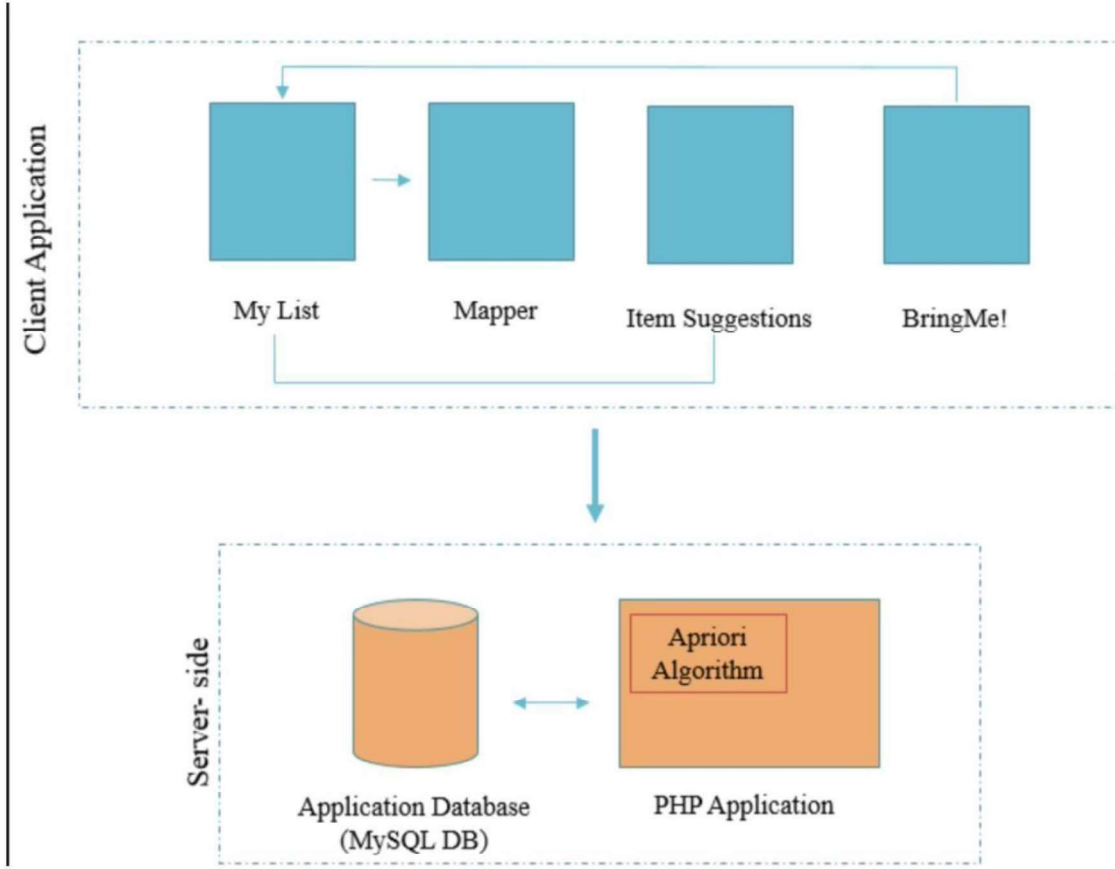 Client Application
My List
Mapper
Item Suggestions
BringMe!
Server- side
Apriori
Algorithm
Application Database
(MySQL DB)
PHP Application